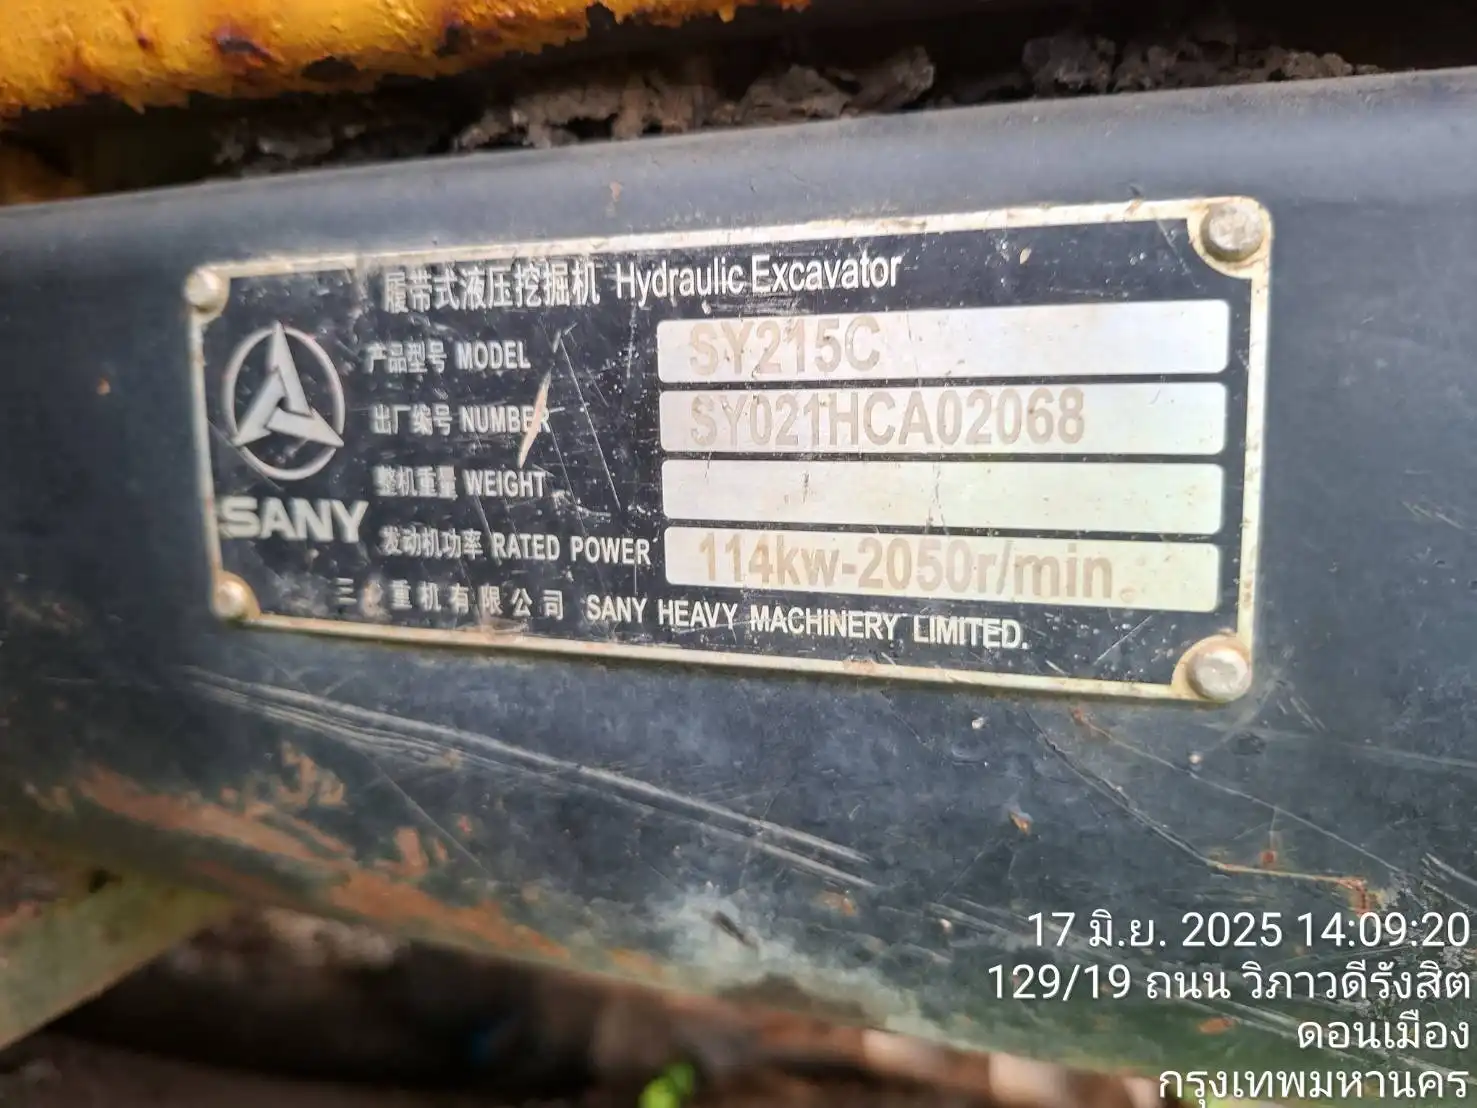 履带式液压挖掘机 Hydraulic Excavator
产品型号 MODEL SY215C
出厂编号 NUMBER SY021HCA02068
整机重量 WEIGHT
发动机功率 RATED POWER 114kw-2050r/min
SANY
三 重机有限公司 SANY HEAVY MACHINERY LIMITED.
17 มิ.ย. 2025 14:09:20
129/19 ถนน วิภาวดีรังสิต
ดอนเมือง
กรุงเทพมหานคร